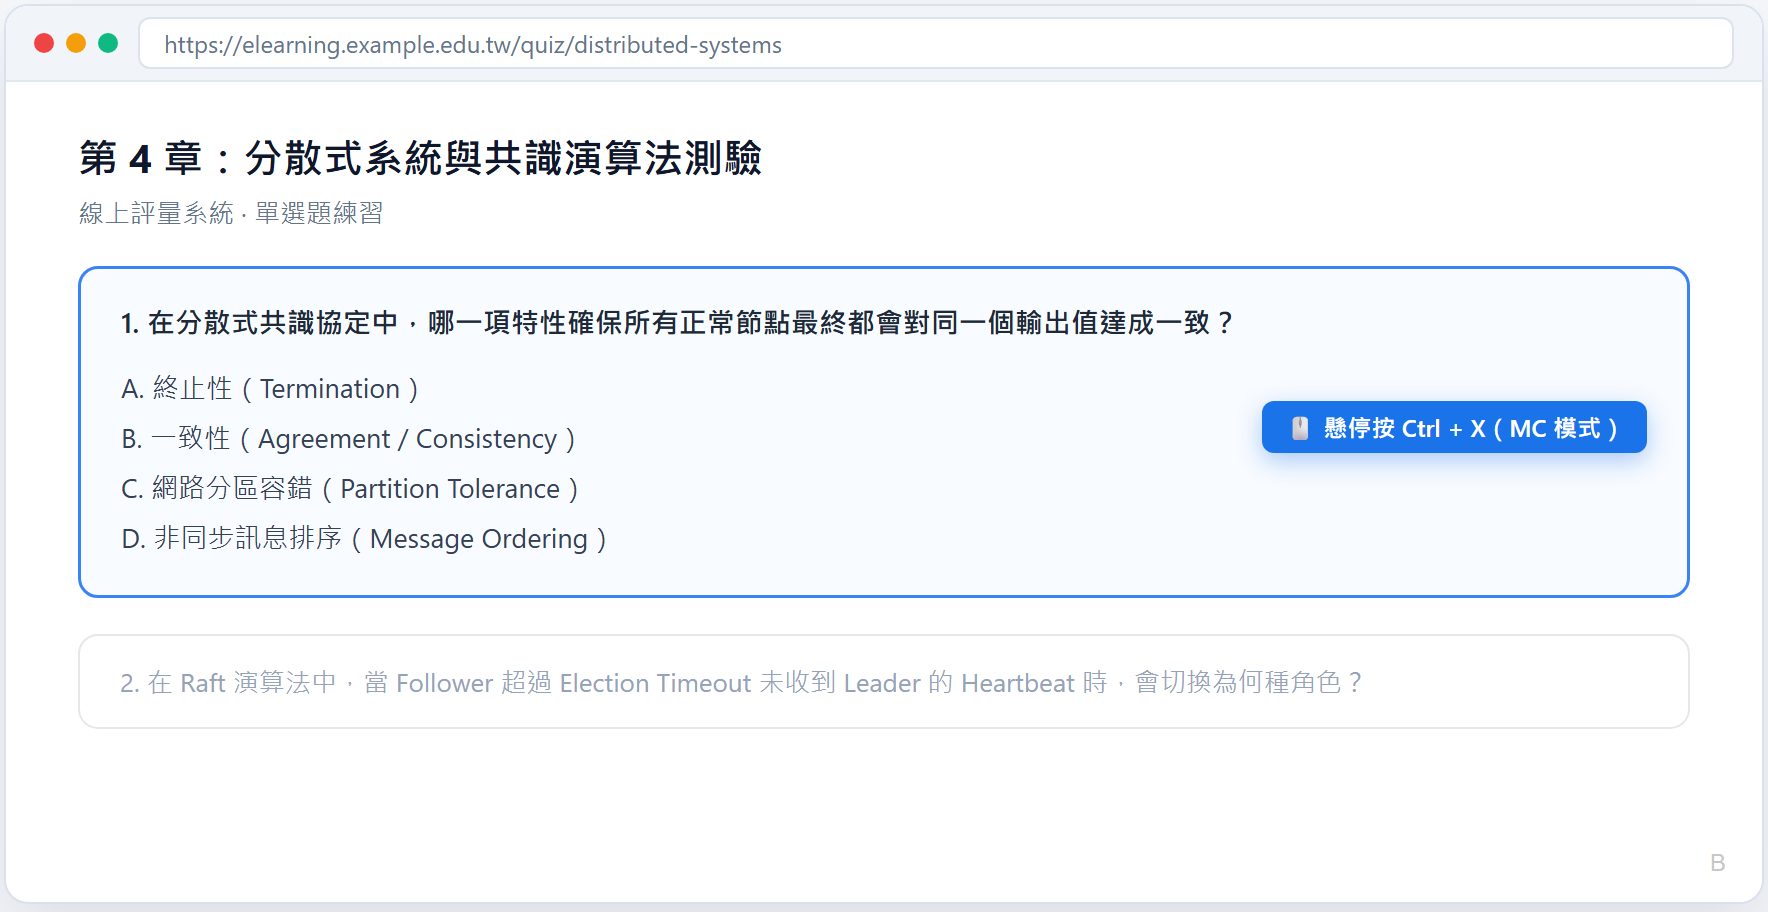 https://elearning.example.edu.tw/quiz/distributed-systems
第 4 章：分散式系統與共識演算法測驗
線上評量系統 · 單選題練習
1. 在分散式共識協定中，哪一項特性確保所有正常節點最終都會對同一個輸出值達成一致？
A. 終止性（Termination）
B. 一致性（Agreement / Consistency）
C. 網路分區容錯（Partition Tolerance）
D. 非同步訊息排序（Message Ordering）
懸停按 Ctrl + X（MC 模式）
2. 在 Raft 演算法中，當 Follower 超過 Election Timeout 未收到 Leader 的 Heartbeat 時，會切換為何種角色？
B